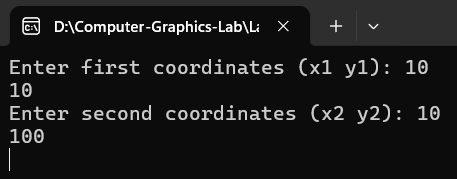 D:\Computer-Graphics-Lab\La
Enter first coordinates (x1 y1): 10
10
Enter second coordinates (x2 y2): 10
100